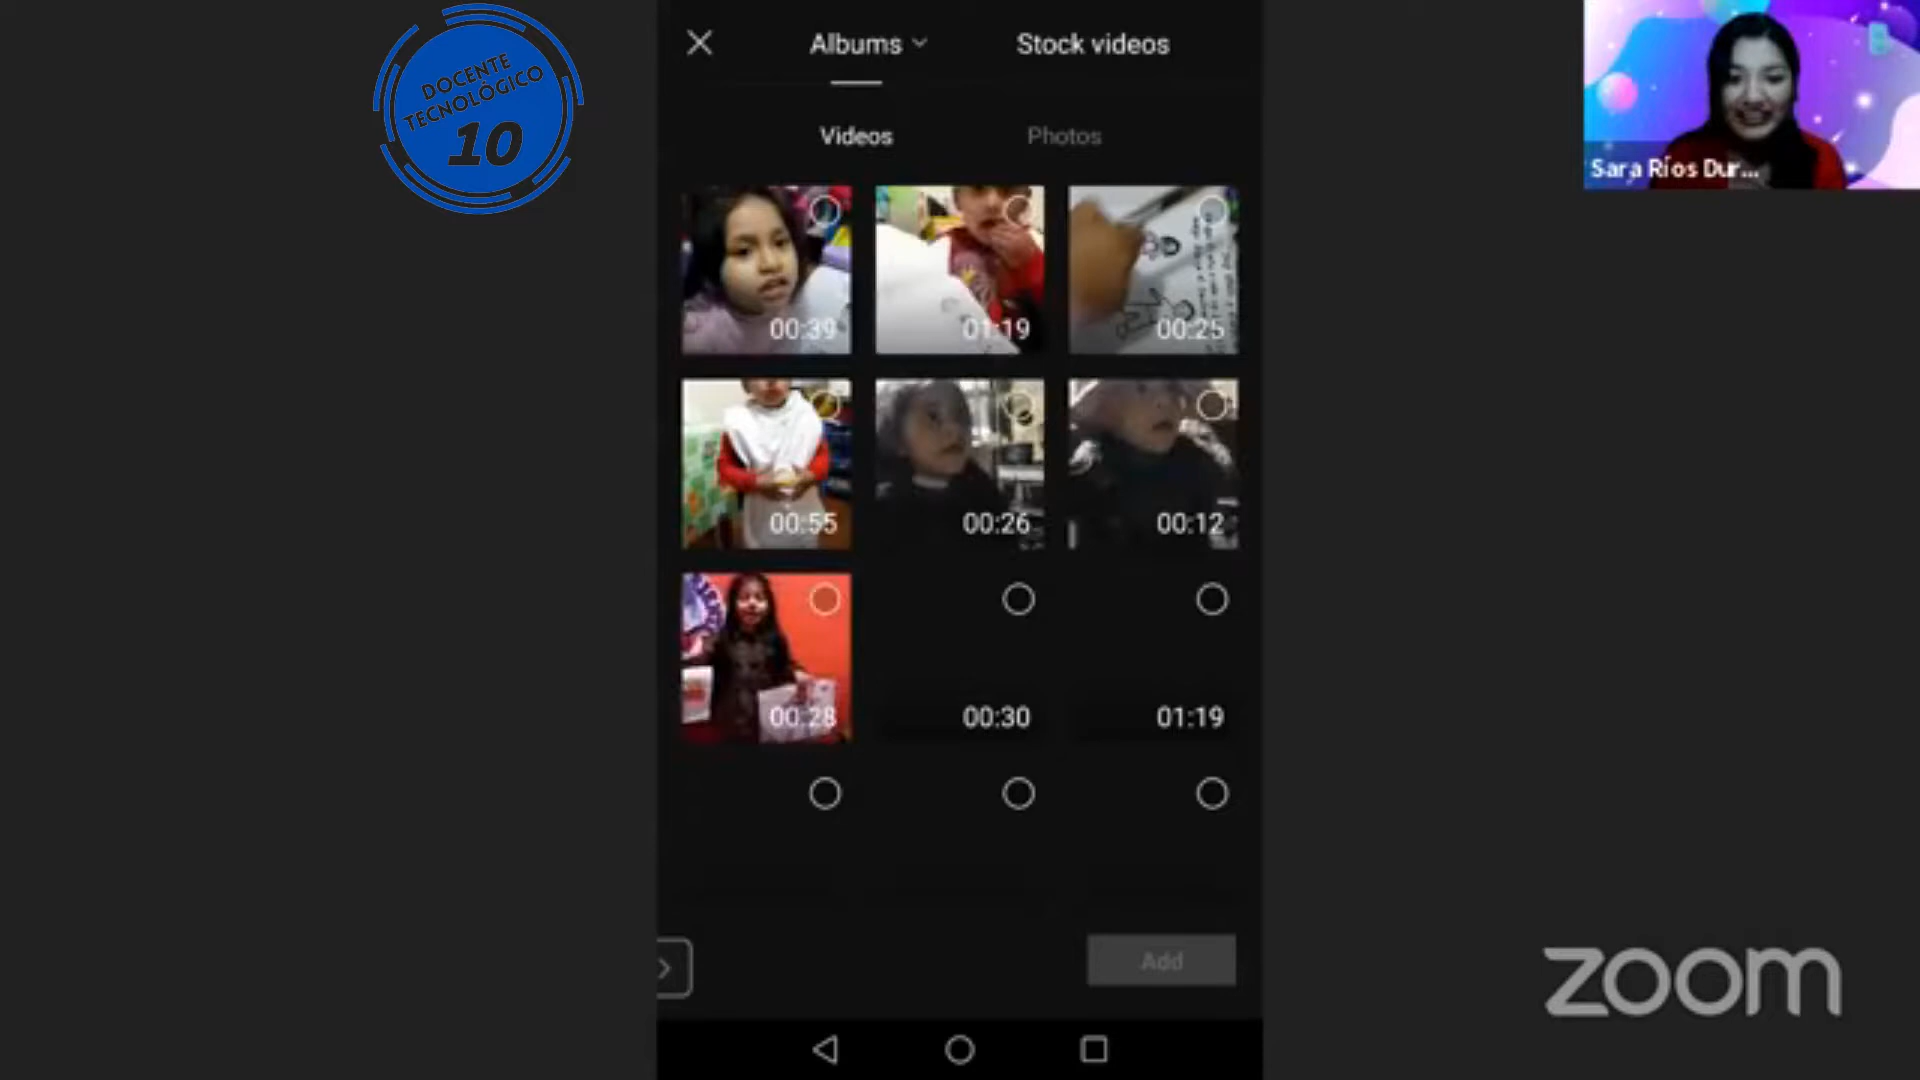 DOCENTE
TECNOLÓGICO
10
Albums
Stock videos
Videos
Photos
00:39
01:19
00:25
00:55
00:26
00:12
00:28
00:30
01:19
Add
Sara Ríos Dur...
zoom